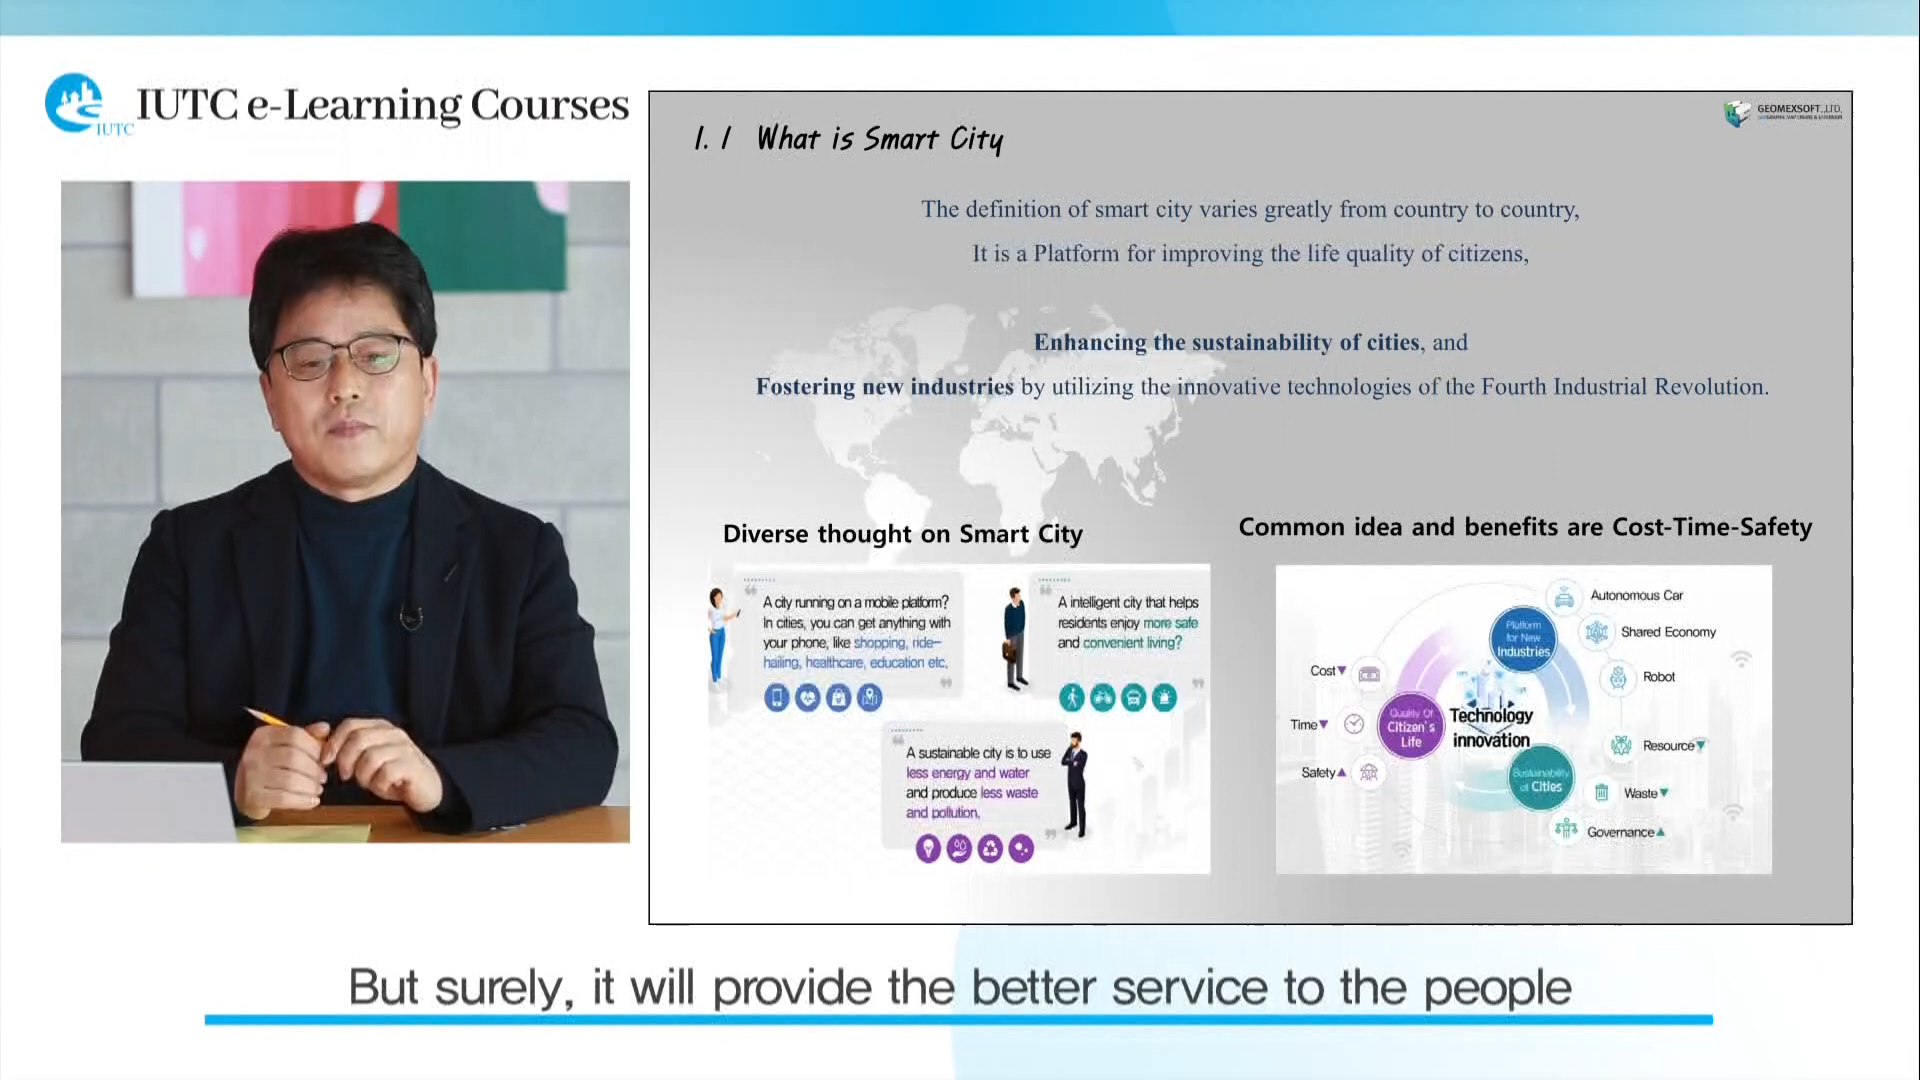 IUTC
IUTC e-Learning Courses
GEOMEXSOFT.,LTD.
1. 1 What is Smart City
The definition of smart city varies greatly from country to country,
It is a Platform for improving the life quality of citizens,
Enhancing the sustainability of cities, and
Fostering new industries by utilizing the innovative technologies of the Fourth Industrial Revolution.
Diverse thought on Smart City
A city running on a mobile platform?
In cities, you can get anything with
your phone, like shopping, ride-
hailing, healthcare, education etc,
A intelligent city that helps
residents enjoy more safe
and convenient living?
A sustainable city is to use
less energy and water
and produce less waste
and pollution,
Common idea and benefits are Cost-Time-Safety
Cost▼
Time▼
Safety▲
Quality Of
Citizen's
Life
Platform
for New
Industries
Technology
innovation
Sustainability
of Cities
Autonomous Car
Shared Economy
Robot
Resource▼
Waste▼
Governance▲
But surely, it will provide the better service to the people